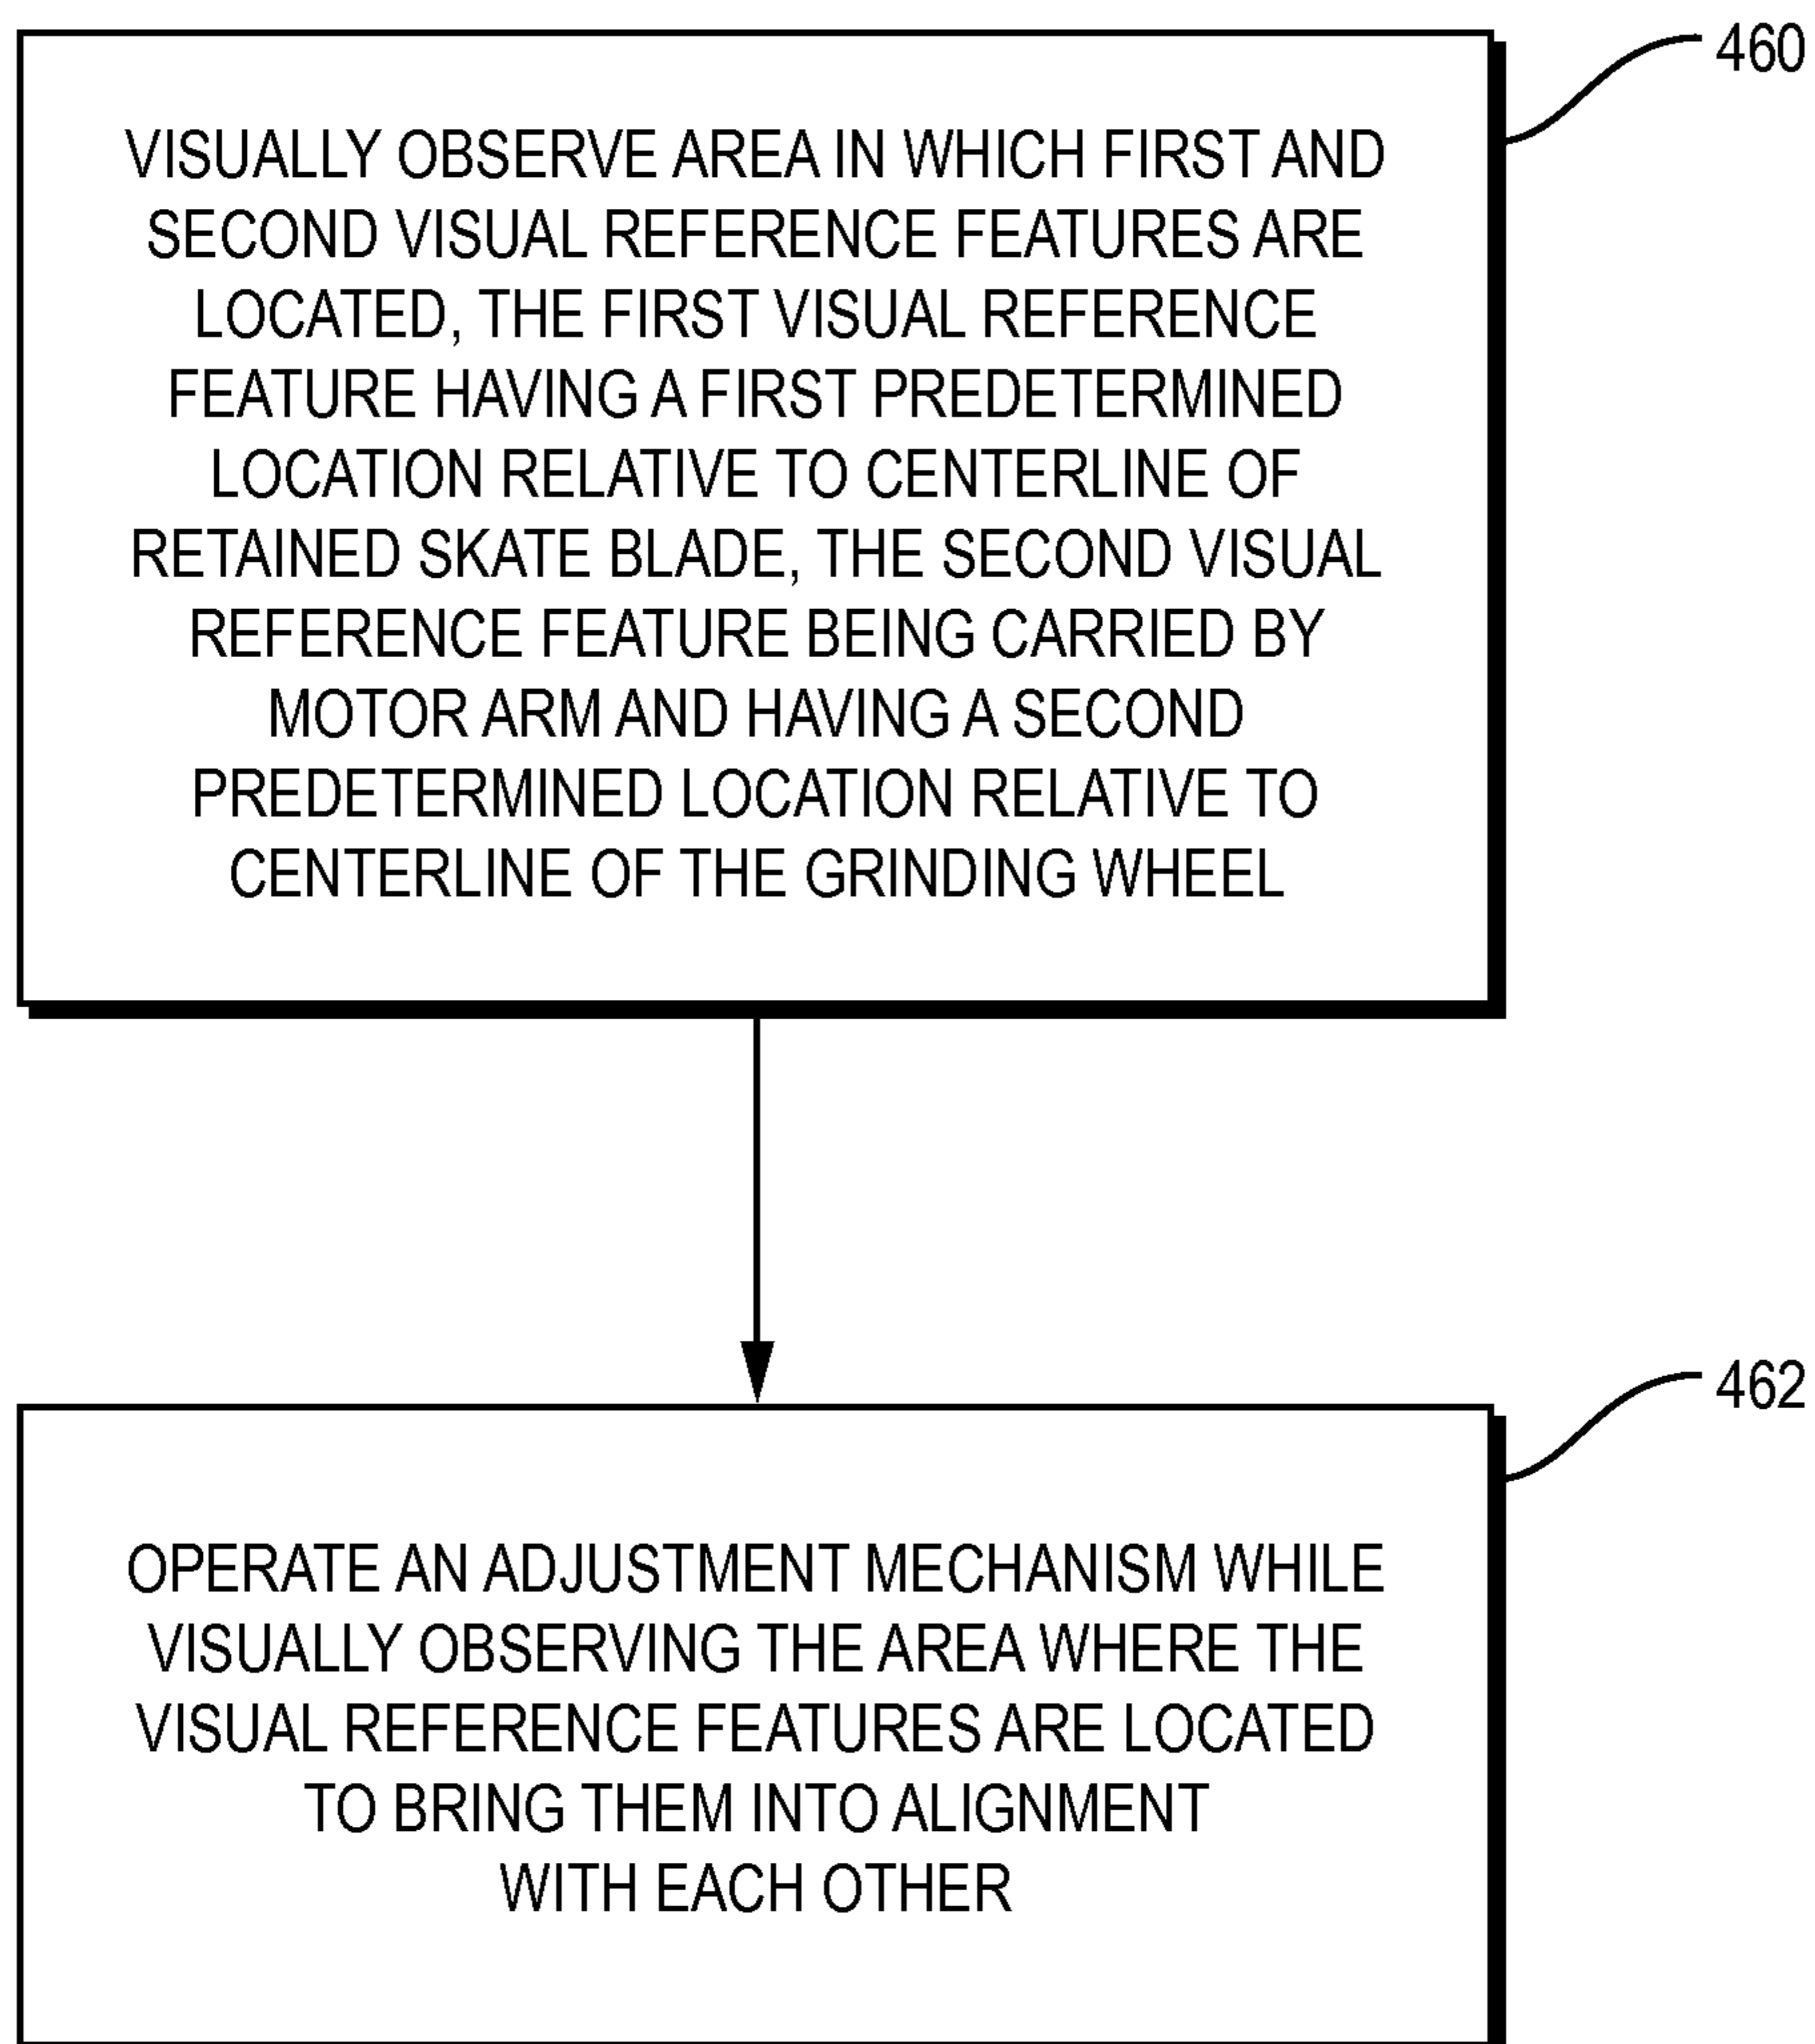 460
VISUALLY OBSERVE AREA IN WHICH FIRST AND
SECOND VISUAL REFERENCE FEATURES ARE
LOCATED, THE FIRST VISUAL REFERENCE
FEATURE HAVING A FIRST PREDETERMINED
LOCATION RELATIVE TO CENTERLINE OF
RETAINED SKATE BLADE, THE SECOND VISUAL
REFERENCE FEATURE BEING CARRIED BY
MOTOR ARM AND HAVING A SECOND
PREDETERMINED LOCATION RELATIVE TO
CENTERLINE OF THE GRINDING WHEEL
462
OPERATE AN ADJUSTMENT MECHANISM WHILE
VISUALLY OBSERVING THE AREA WHERE THE
VISUAL REFERENCE FEATURES ARE LOCATED
TO BRING THEM INTO ALIGNMENT
WITH EACH OTHER